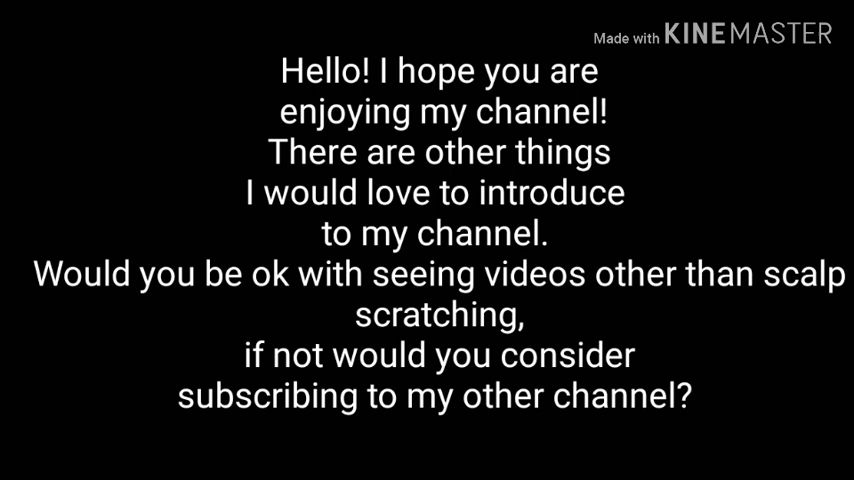 Made with KINEMASTER
Hello! I hope you are
enjoying my channel!
There are other things
I would love to introduce
to my channel.
Would you be ok with seeing videos other than scalp
scratching,
if not would you consider
subscribing to my other channel?